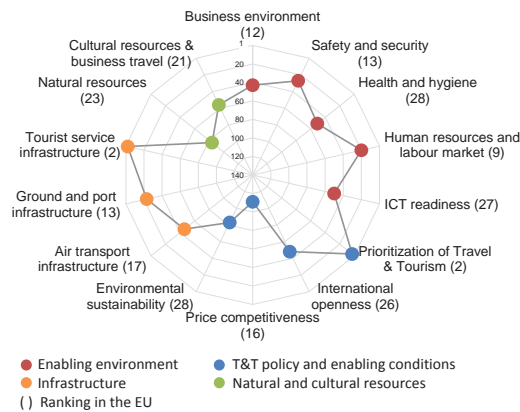 Business environment
(12)
Cultural resources &
business travel (21)
Safety and security
(13)
Natural resources
(23)
Health and hygiene
(28)
Tourist service
infrastructure (2)
Human resources and
labour market (9)
Ground and port
infrastructure (13)
ICT readiness (27)
Air transport
infrastructure (17)
Prioritization of Travel
& Tourism (2)
Environmental
sustainability (28)
International
openness (26)
Price competitiveness
(16)
1
20
40
60
80
100
120
140
Enabling environment
T&T policy and enabling conditions
Infrastructure
Natural and cultural resources
( ) Ranking in the EU